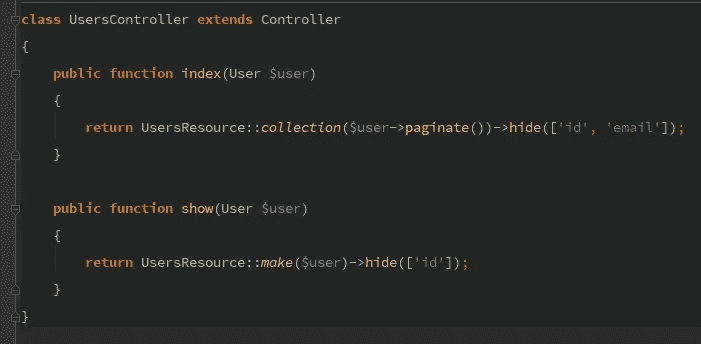 class UsersController extends Controller
{
    public function index(User $user)
    {
        return UsersResource::collection($user->paginate())->hide(['id', 'email']);
    }

    public function show(User $user)
    {
        return UsersResource::make($user)->hide(['id']);
    }
}